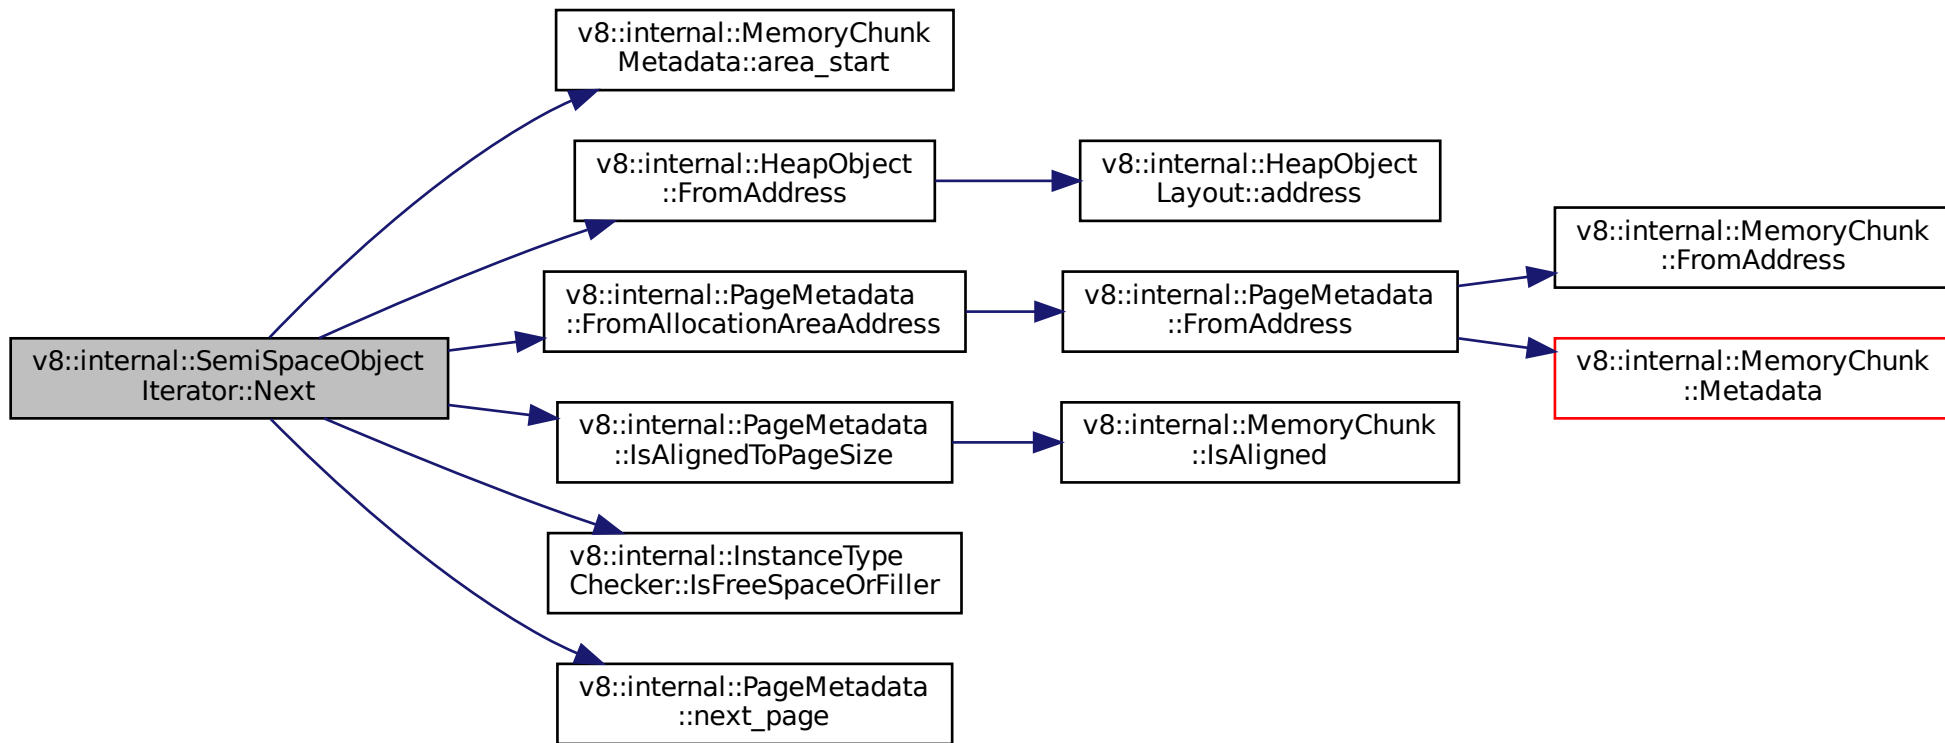 v8::internal::MemoryChunk
Metadata::area_start
v8::internal::HeapObject
::FromAddress
v8::internal::HeapObject
Layout::address
v8::internal::MemoryChunk
::FromAddress
v8::internal::PageMetadata
::FromAllocationAreaAddress
v8::internal::PageMetadata
::FromAddress
v8::internal::SemiSpaceObject
Iterator::Next
v8::internal::MemoryChunk
::Metadata
v8::internal::PageMetadata
::IsAlignedToPageSize
v8::internal::MemoryChunk
::IsAligned
v8::internal::InstanceType
Checker::IsFreeSpaceOrFiller
v8::internal::PageMetadata
::next_page